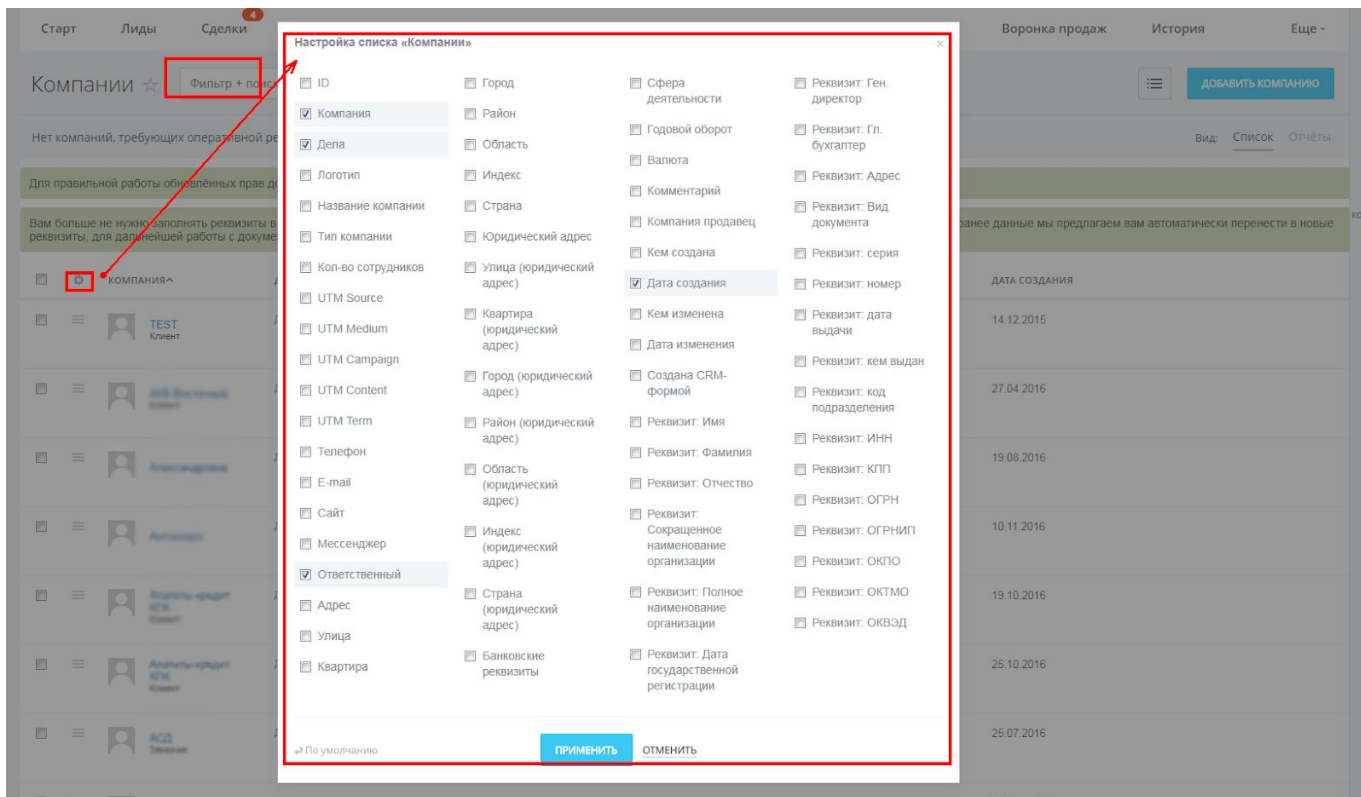 4
Старт Лиды Сделки Воронка продаж История Еще
Компании Фильтр + поиск ДОБАВИТЬ КОМПАНИЮ
Нет компаний, требующих оперативной Вид: Список Отчёты
Для правильной работы обновлённых прав
Вам больше не нужно заполнять реквизиты в данные мы предлагаем вам автоматически перенести в новые
реквизиты, для дальнейшей работы с
КОМПАНИЯ ДАТА СОЗДАНИЯ
TEST 14.12.2015
Клиент
27.04.2016
19.08.2016
10.11.2016
19.10.2016
25.10.2016
25.07.2016
Настройка списка «Компании»
ID
Компания
Дела
Логотип
Название компании
Тип компании
Кол-во сотрудников
UTM Source
UTM Medium
UTM Campaign
UTM Content
UTM Term
Телефон
E-mail
Сайт
Мессенджер
Ответственный
Адрес
Улица
Квартира
Город
Район
Область
Индекс
Страна
Юридический адрес
Улица (юридический
адрес)
Квартира
(юридический
адрес)
Город (юридический
адрес)
Район (юридический
адрес)
Область
(юридический
адрес)
Индекс
(юридический
адрес)
Страна
(юридический
адрес)
Банковские
реквизиты
Сфера
деятельности
Годовой оборот
Валюта
Комментарий
Компания продавец
Кем создана
Дата создания
Кем изменена
Дата изменения
Создана CRM-
формой
Реквизит: Имя
Реквизит: Фамилия
Реквизит: Отчество
Реквизит:
Сокращенное
наименование
организации
Реквизит: Полное
наименование
организации
Реквизит: Дата
государственной
регистрации
Реквизит: Ген.
директор
Реквизит: Гл.
бухгалтер
Реквизит: Адрес
Реквизит: Вид
документа
Реквизит: серия
Реквизит: номер
Реквизит: дата
выдачи
Реквизит: кем выдан
Реквизит: код
подразделения
Реквизит: ИНН
Реквизит: КПП
Реквизит: ОГРН
Реквизит: ОГРНИП
Реквизит: ОКПО
Реквизит: ОКТМО
Реквизит: ОКВЭД
По умолчанию ПРИМЕНИТЬ ОТМЕНИТЬ